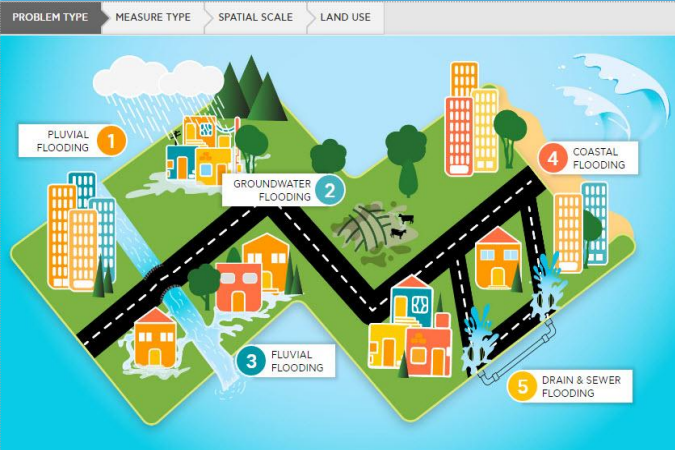 PROBLEM TYPE
MEASURE TYPE
SPATIAL SCALE
LAND USE
PLUVIAL
FLOODING
1
GROUNDWATER
FLOODING
2
3
FLUVIAL
FLOODING
4
COASTAL
FLOODING
5
DRAIN & SEWER
FLOODING